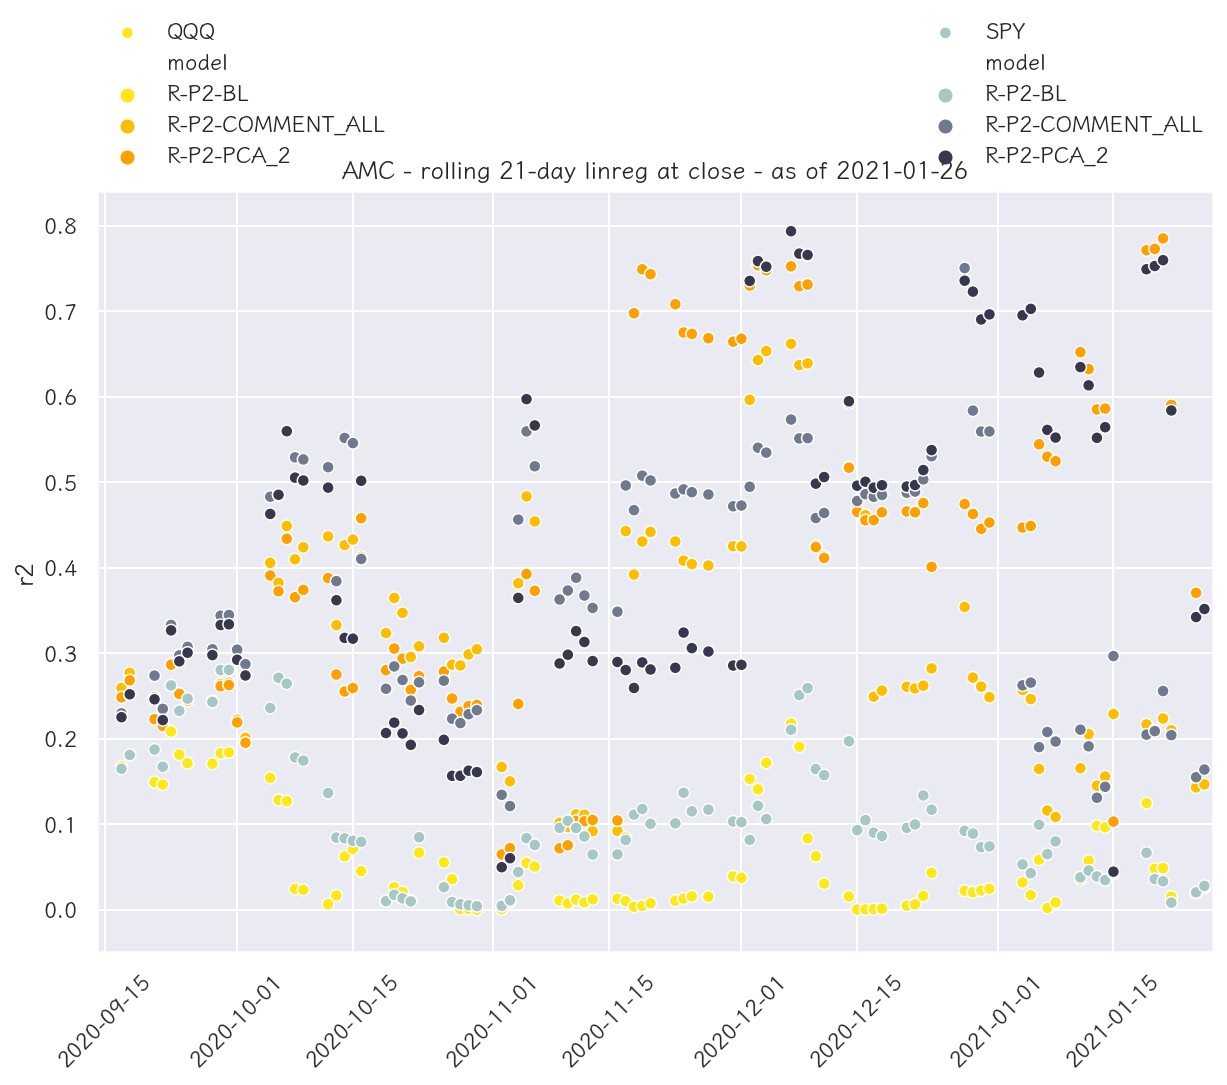 QQQ
model
R-P2-BL
R-P2-COMMENT_ALL
R-P2-PCA_2
SPY
model
R-P2-BL
R-P2-COMMENT_ALL
R-P2-PCA_2
AMC - rolling 21-day linreg at close - as of 2021-01-26
0.8
0.7
0.6
0.5
0.4
0.3
0.2
0.1
0.0
r2
2020-09-15
2020-10-01
2020-10-15
2020-11-01
2020-11-15
2020-12-01
2020-12-15
2021-01-01
2021-01-15